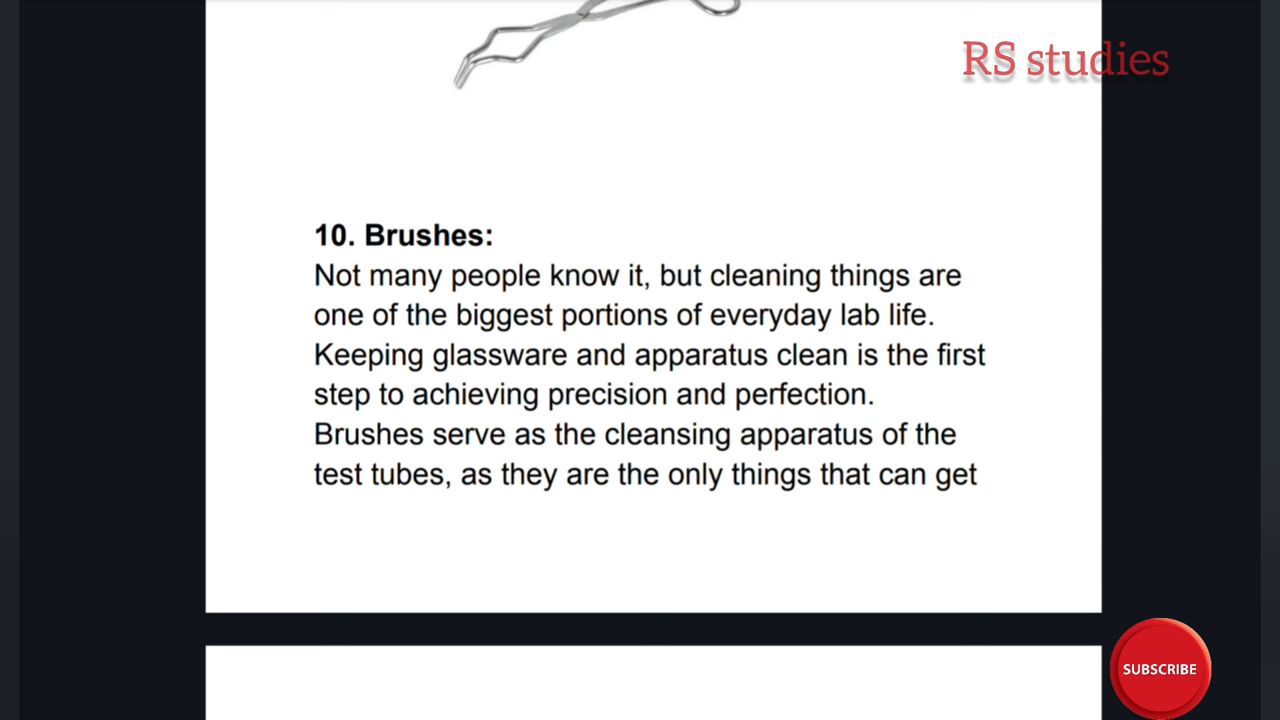 RS studies
10. Brushes:
Not many people know it, but cleaning things are
one of the biggest portions of everyday lab life.
Keeping glassware and apparatus clean is the first
step to achieving precision and perfection.
Brushes serve as the cleansing apparatus of the
test tubes, as they are the only things that can get
SUBSCRIBE